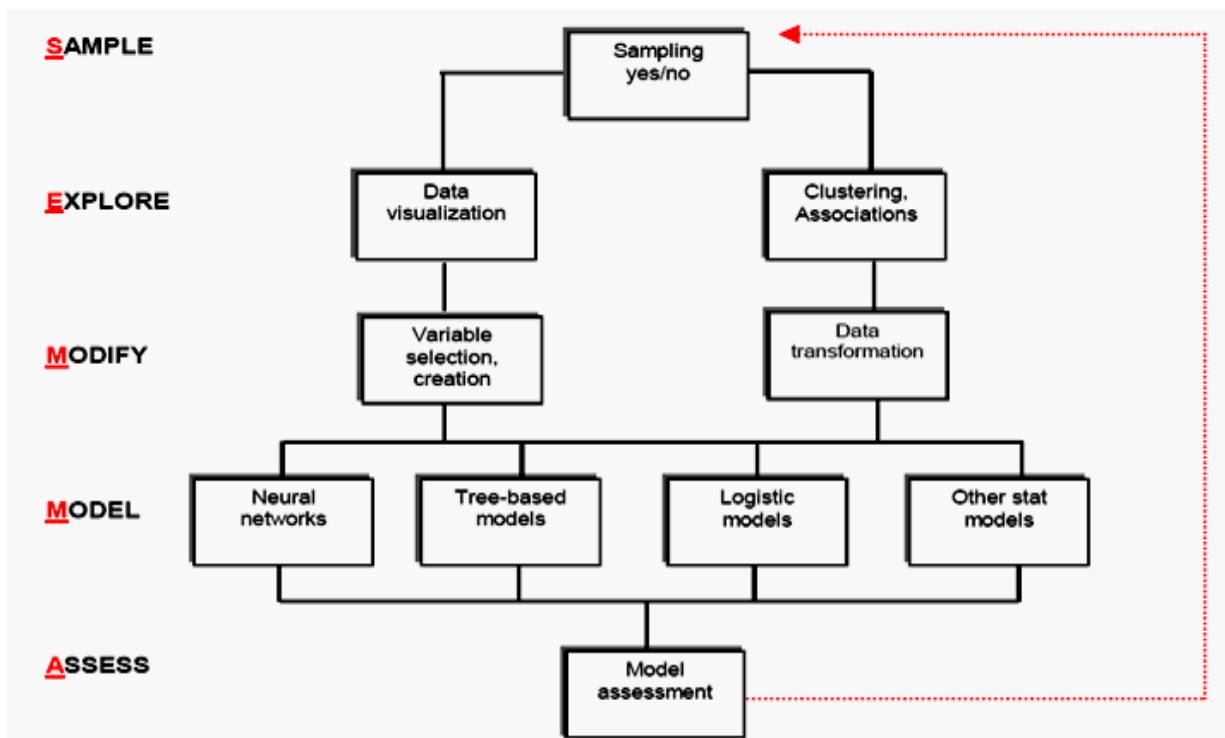 SAMPLE
Sampling
yes/no
EXPLORE
Data
visualization
Clustering,
Associations
MODIFY
Variable
selection,
creation
Data
transformation
MODEL
Neural
networks
Tree-based
models
Logistic
models
Other stat
models
ASSESS
Model
assessment